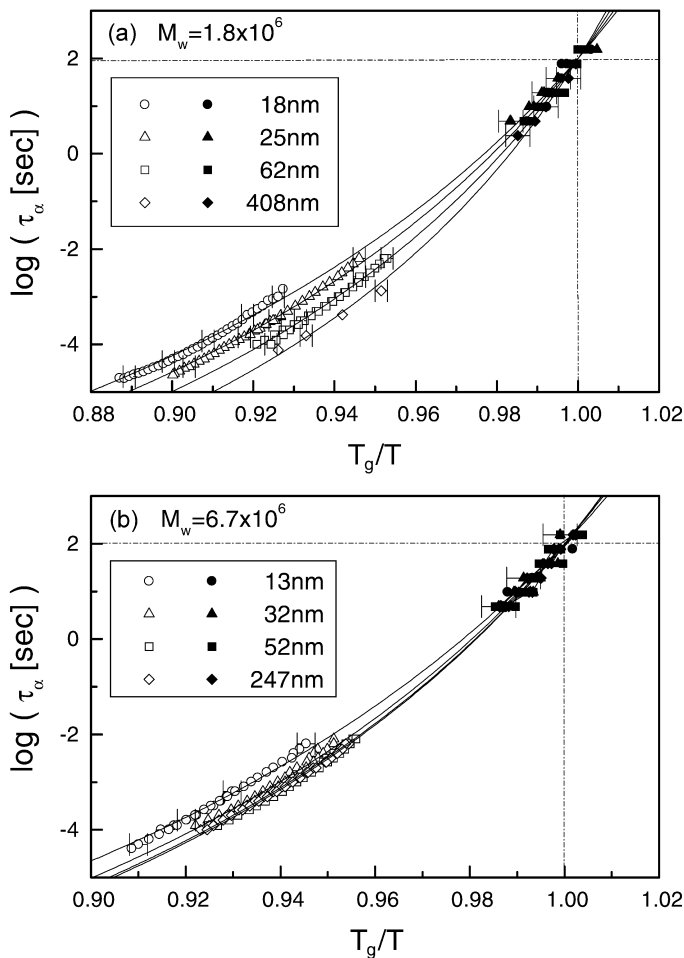 (a) M_w=1.8x10^6
18nm
25nm
62nm
408nm
log ( τ_α [sec] )
2
0
-2
-4
0.88 0.90 0.92 0.94 0.96 0.98 1.00 1.02
T_g/T
(b) M_w=6.7x10^6
13nm
32nm
52nm
247nm
log ( τ_α [sec] )
2
0
-2
-4
0.90 0.92 0.94 0.96 0.98 1.00 1.02
T_g/T